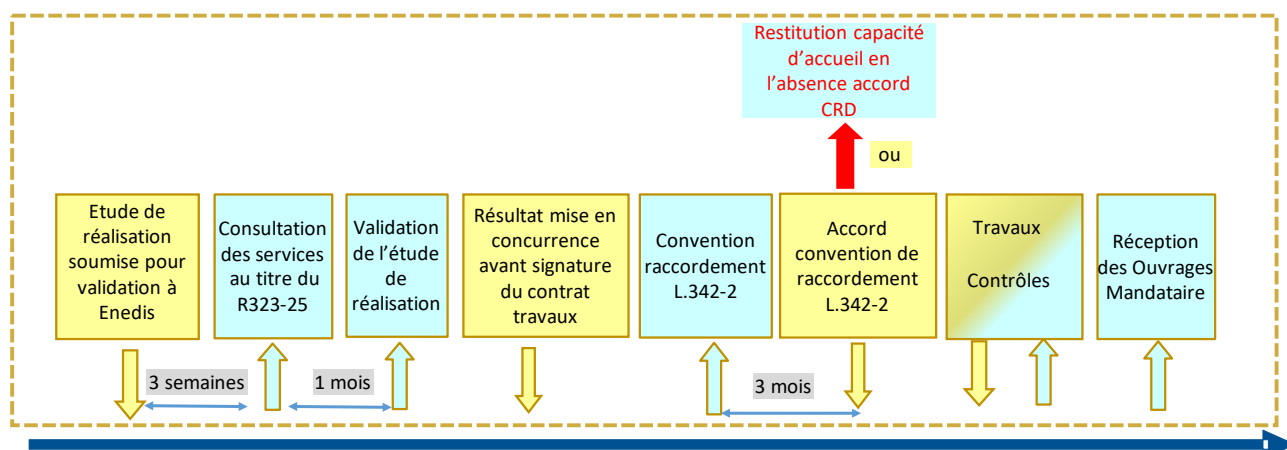 Restitution capacité
d'accueil en
l'absence accord
CRD
ou
Etude de
réalisation
soumise pour
validation à
Enedis
Consultation
des services
au titre du
R323-25
Validation
de l'étude
de
réalisation
Résultat mise en
concurrence
avant signature
du contrat
travaux
Convention
raccordement
L.342-2
Accord
convention de
raccordement
L.342-2
Travaux
Contrôles
Réception
des Ouvrages
Mandataire
3 semaines
1 mois
3 mois